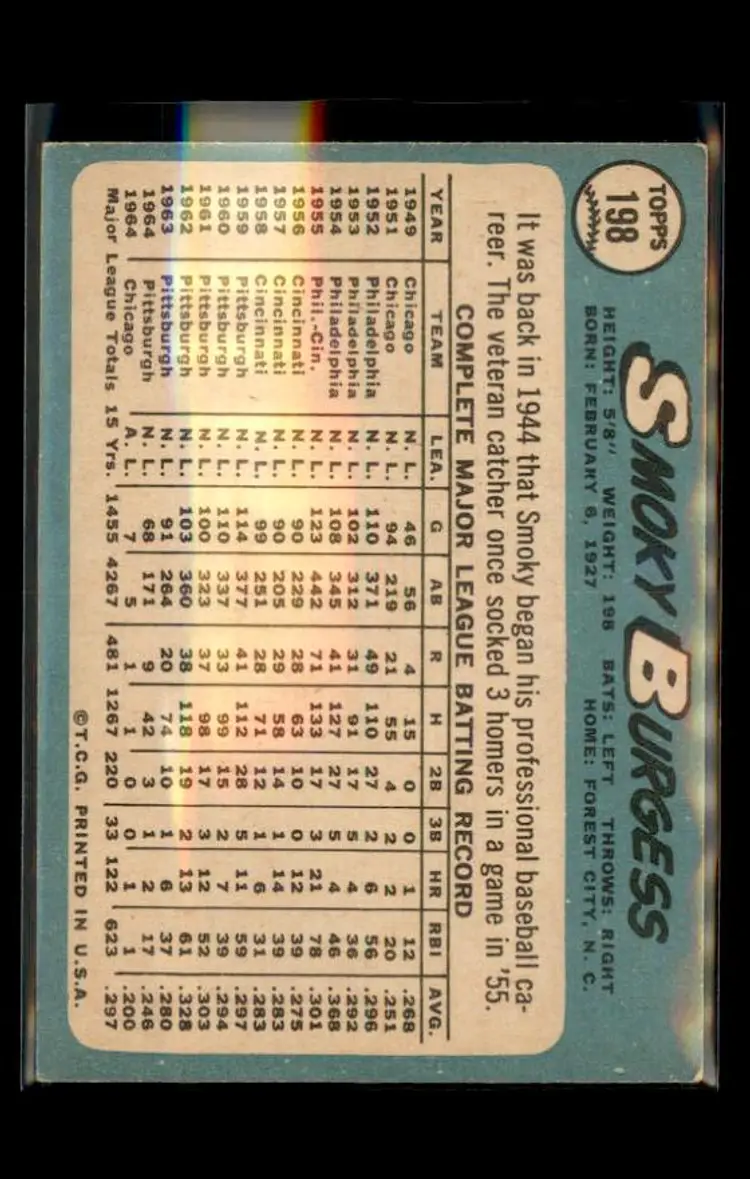 TOPPS
198
SMOKY BURGESS
HEIGHT: 5'8" WEIGHT: 198 BATS: LEFT THROWS: RIGHT
BORN: FEBRUARY 6, 1927 HOME: FOREST CITY, N. C.
It was back in 1944 that Smoky began his professional baseball ca-
reer. The veteran catcher once socked 3 homers in a game in '55.
COMPLETE MAJOR LEAGUE BATTING RECORD
YEAR TEAM LEA. G AB R H 2B 3B HR RBI AVG.
1949 Chicago N. L. 46 56 4 15 0 0 1 12 .268
1951 Chicago N. L. 94 219 21 55 4 2 2 20 .251
1952 Philadelphia N. L. 110 371 49 110 27 2 6 56 .296
1953 Philadelphia N. L. 102 312 31 91 17 5 4 36 .292
1954 Philadelphia N. L. 108 345 41 127 27 5 4 46 .368
1955 Phil.-Cin. N. L. 123 442 71 133 17 3 21 78 .301
1956 Cincinnati N. L. 90 229 28 63 10 0 12 39 .275
1957 Cincinnati N. L. 90 205 29 58 14 1 14 39 .283
1958 Cincinnati N. L. 99 251 28 71 12 1 6 31 .283
1959 Pittsburgh N. L. 114 377 41 112 28 5 11 59 .297
1960 Pittsburgh N. L. 110 337 33 99 15 2 7 39 .294
1961 Pittsburgh N. L. 100 323 37 98 17 3 12 52 .303
1962 Pittsburgh N. L. 103 360 38 118 19 2 13 61 .328
1963 Pittsburgh N. L. 91 264 20 74 10 1 6 37 .280
1964 Pittsburgh N. L. 68 171 9 42 3 1 2 17 .246
1964 Chicago A. L. 7 5 1 1 0 0 1 1 .200
Major League Totals 15 Yrs. 1455 4267 481 1267 220 33 122 623 .297
©T.C.G. PRINTED IN U.S.A.